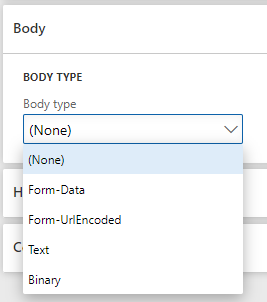 Body
BODY TYPE
Body type
(None)
(None)
Form-Data
Form-UrlEncoded
Text
Binary